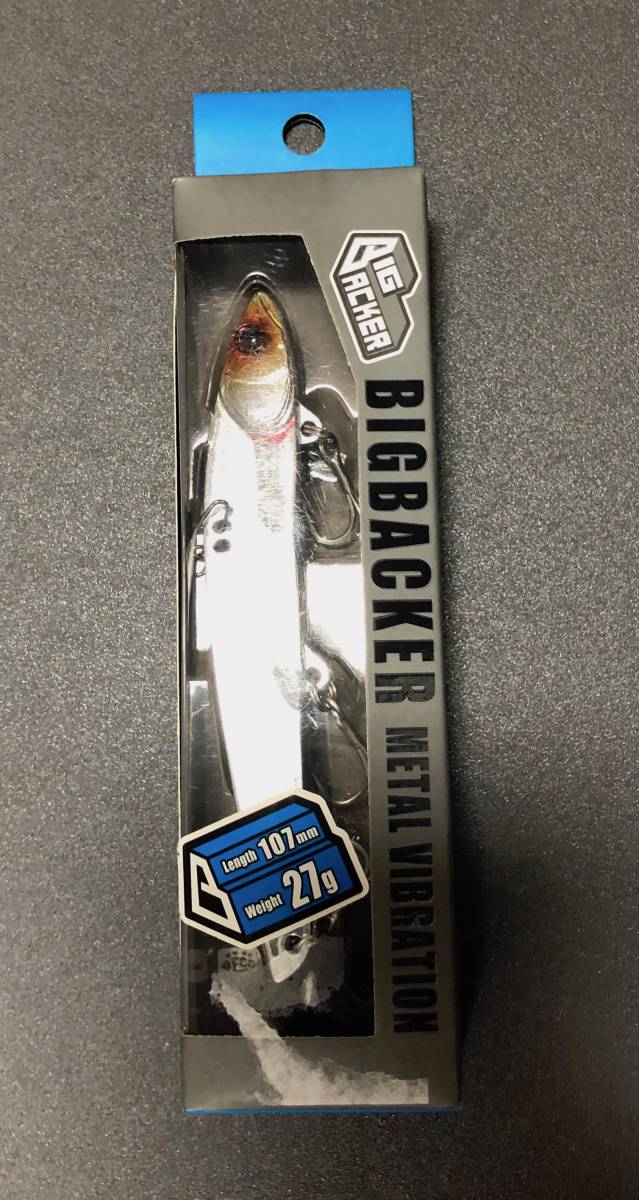 BIG
BACKER
BIGBACKER METAL VIBRATION
Length 107mm
Weight 27g